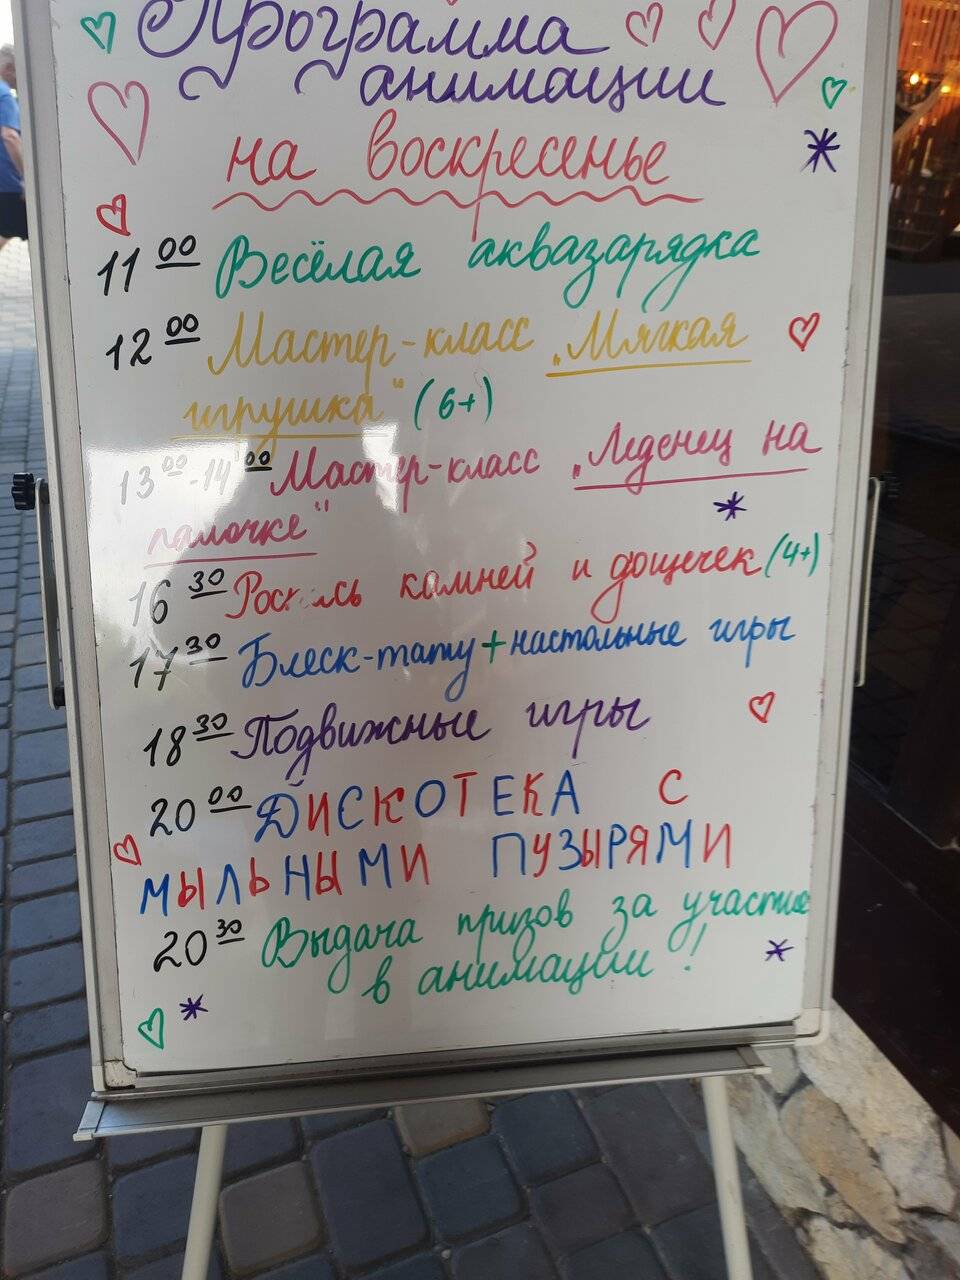 Программа
анимации
на воскресенье
11 00 Весёлая аквазарядка
12 00 Мастер-класс „Мягкая
игрушка“ (6+)
13 00-14 00 Мастер-класс „Леденец на
палочке“
16 30 Роспись камней и дощечек (4+)
17 30 Блеск-тату + настольные игры
18 30 Подвижные игры
20 00 ДИСКОТЕКА С
МЫЛЬНЫМИ ПУЗЫРЯМИ
20 30 Выдача призов за участие
в анимации!